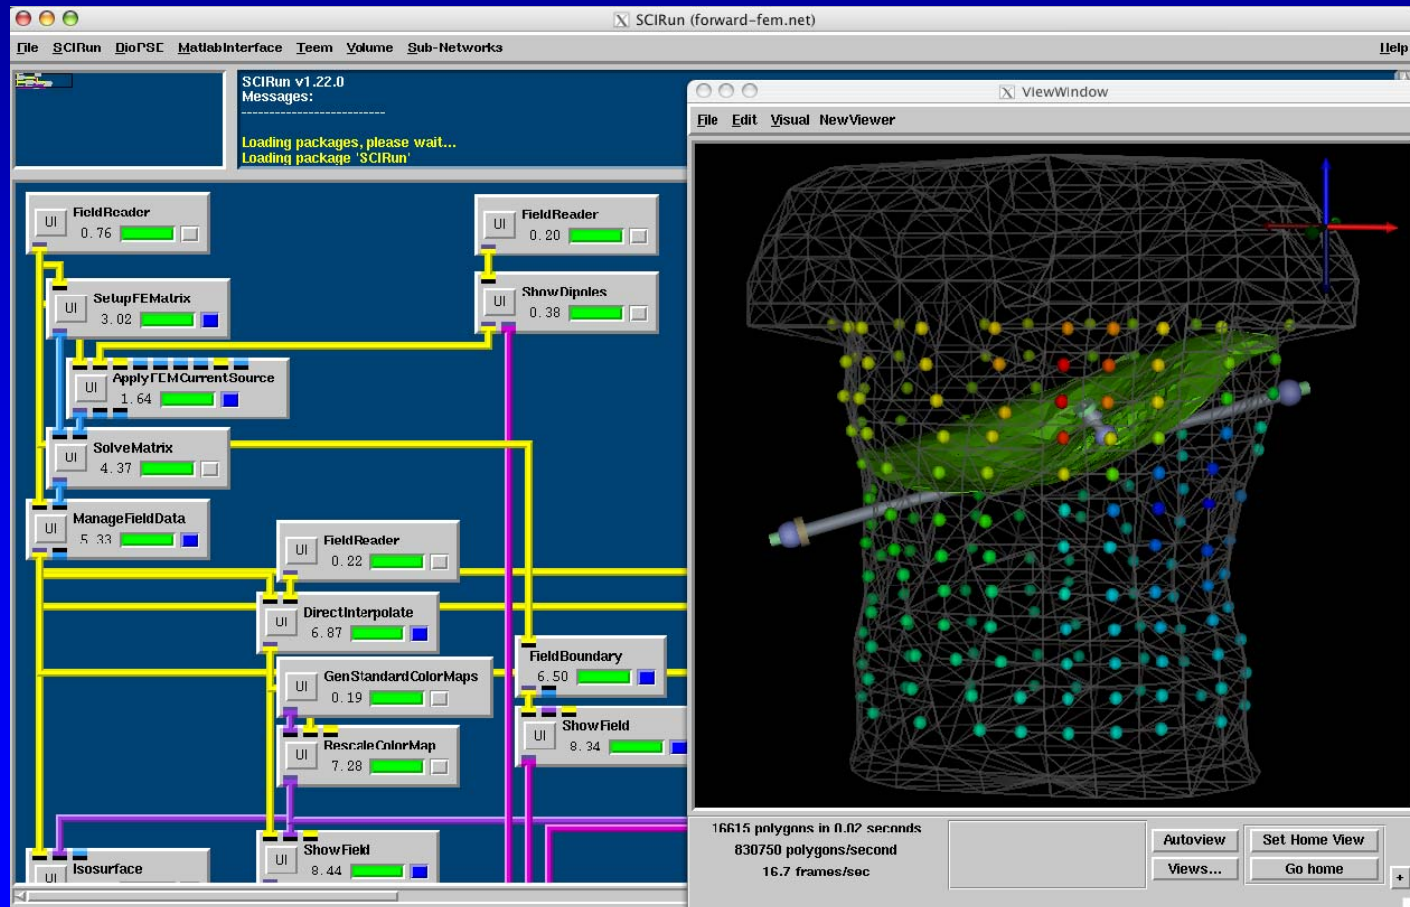 SCIRun (forward-fem.net)
File SCIRun BioPSE MatlabInterface Teem Volume Sub-Networks Help
SCIRun v1.22.0
Messages:
--------------------------
Loading packages, please wait...
Loading package 'SCIRun'
UI FieldReader
0.76
UI SetupFEMatrix
3.02
UI ApplyFEMCurrentSource
1.64
UI SolveMatrix
4.37
UI ManageFieldData
5.33
UI FieldReader
0.20
UI ShowDipoles
0.38
UI FieldReader
0.22
UI DirectInterpolate
6.87
UI GenStandardColorMaps
0.19
UI RescaleColorMap
7.28
UI ShowField
8.44
FieldBoundary
6.50
UI ShowField
8.34
UI Isosurface
ViewWindow
File Edit Visual NewViewer
16615 polygons in 0.02 seconds
830750 polygons/second
16.7 frames/sec
Autoview
Views...
Set Home View
Go home
+